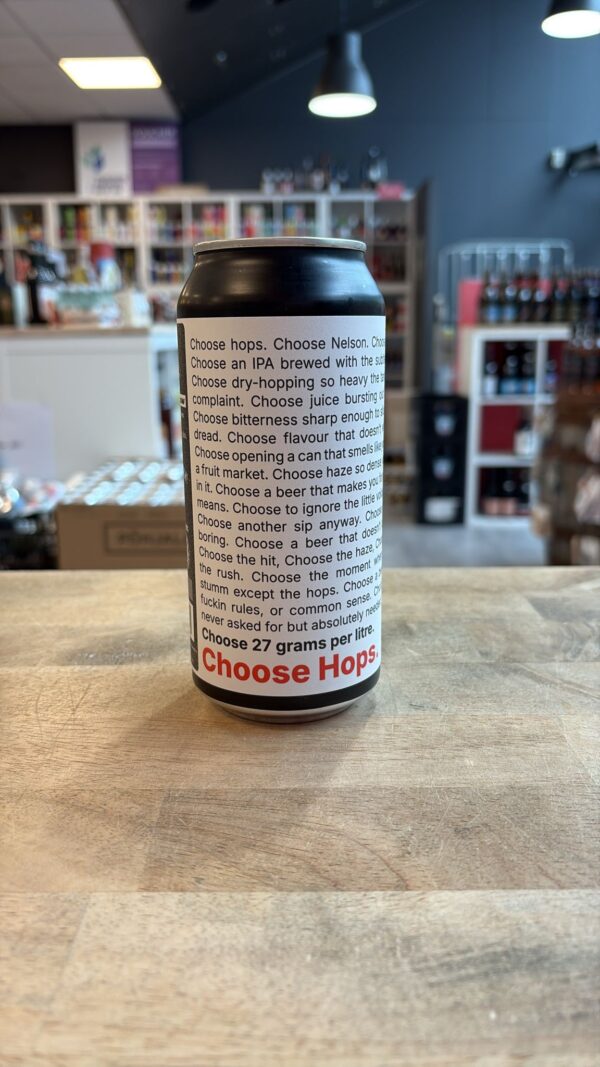 Choose hops. Choose Nelson.
Choose an IPA brewed with the
Choose dry-hopping so heavy the
complaint. Choose juice bursting
Choose bitterness sharp enough to
dread. Choose flavour that doesn't
Choose opening a can that smells like
a fruit market. Choose haze so dense
in it. Choose a beer that makes you
means. Choose to ignore the little
Choose another sip anyway.
boring. Choose a beer that doesn't
Choose the hit, Choose the haze,
the rush. Choose the moment
stumm except the hops. Choose a
fuckin rules, or common sense.
never asked for but absolutely
Choose 27 grams per litre.
Choose Hops.